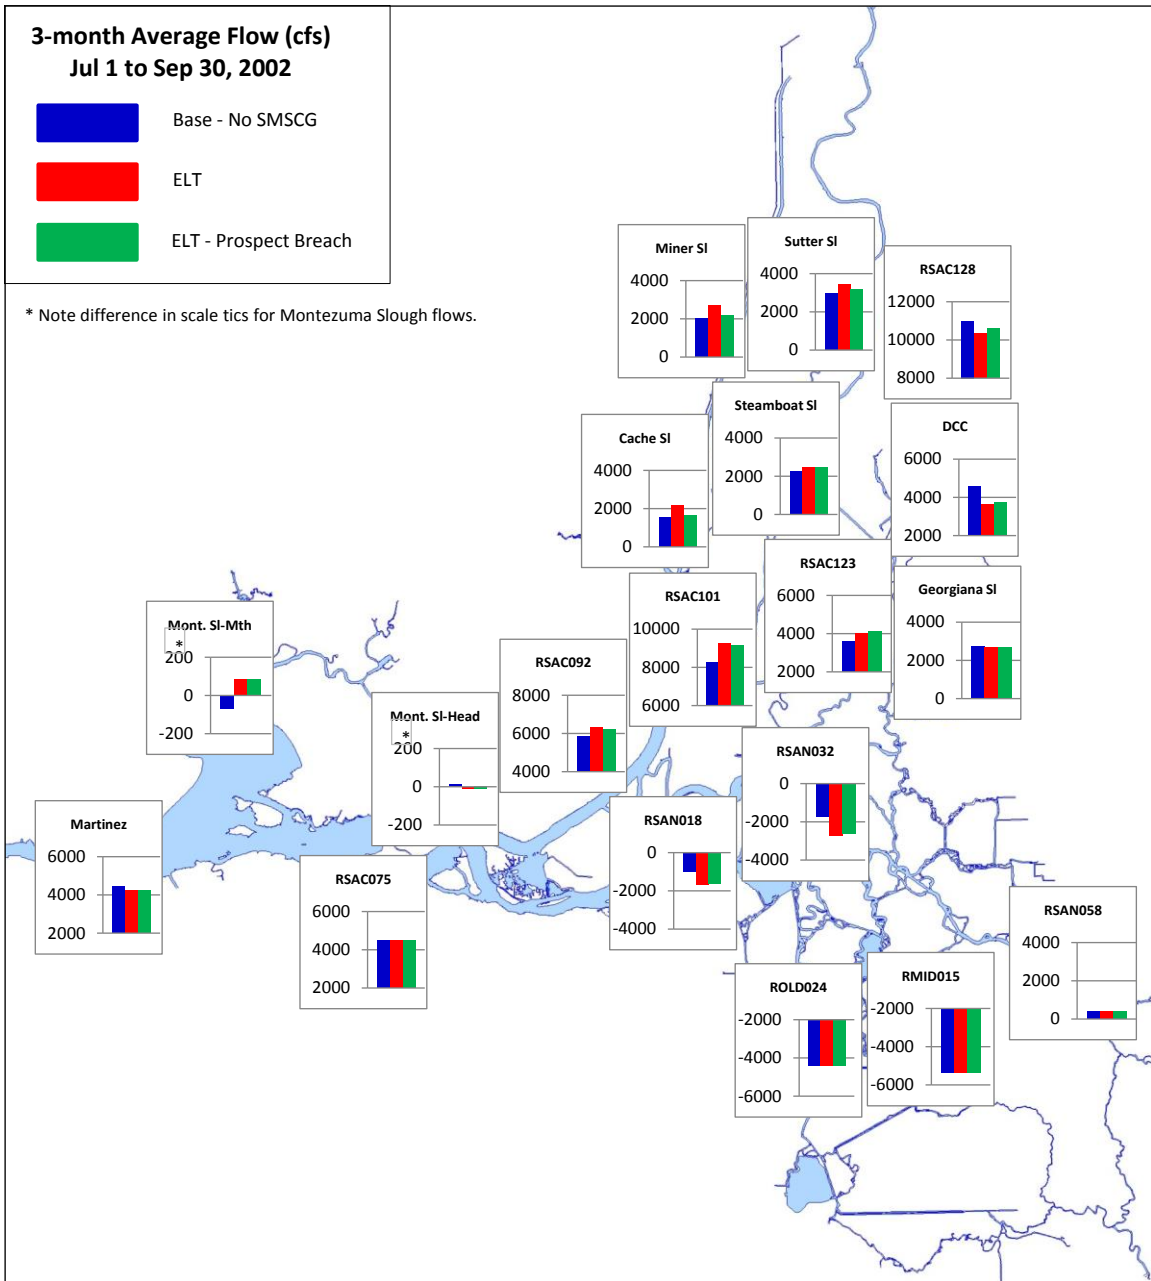 3-month Average Flow (cfs)
Jul 1 to Sep 30, 2002
Base - No SMSCG
ELT
ELT - Prospect Breach
* Note difference in scale tics for Montezuma Slough flows.
Miner Sl
4000
2000
0
Sutter Sl
4000
2000
0
RSAC128
12000
10000
8000
Steamboat Sl
4000
2000
0
Cache Sl
4000
2000
0
DCC
6000
4000
2000
RSAC123
6000
4000
2000
Georgiana Sl
4000
2000
0
RSAC101
10000
8000
6000
Mont. Sl-Mth
*
200
0
-200
RSAC092
8000
6000
4000
Mont. Sl-Head
*
200
0
-200
RSAN032
0
-2000
-4000
RSAN018
0
-2000
-4000
Martinez
6000
4000
2000
RSAC075
6000
4000
2000
RSAN058
4000
2000
0
ROLD024
-2000
-4000
-6000
RMID015
-2000
-4000
-6000